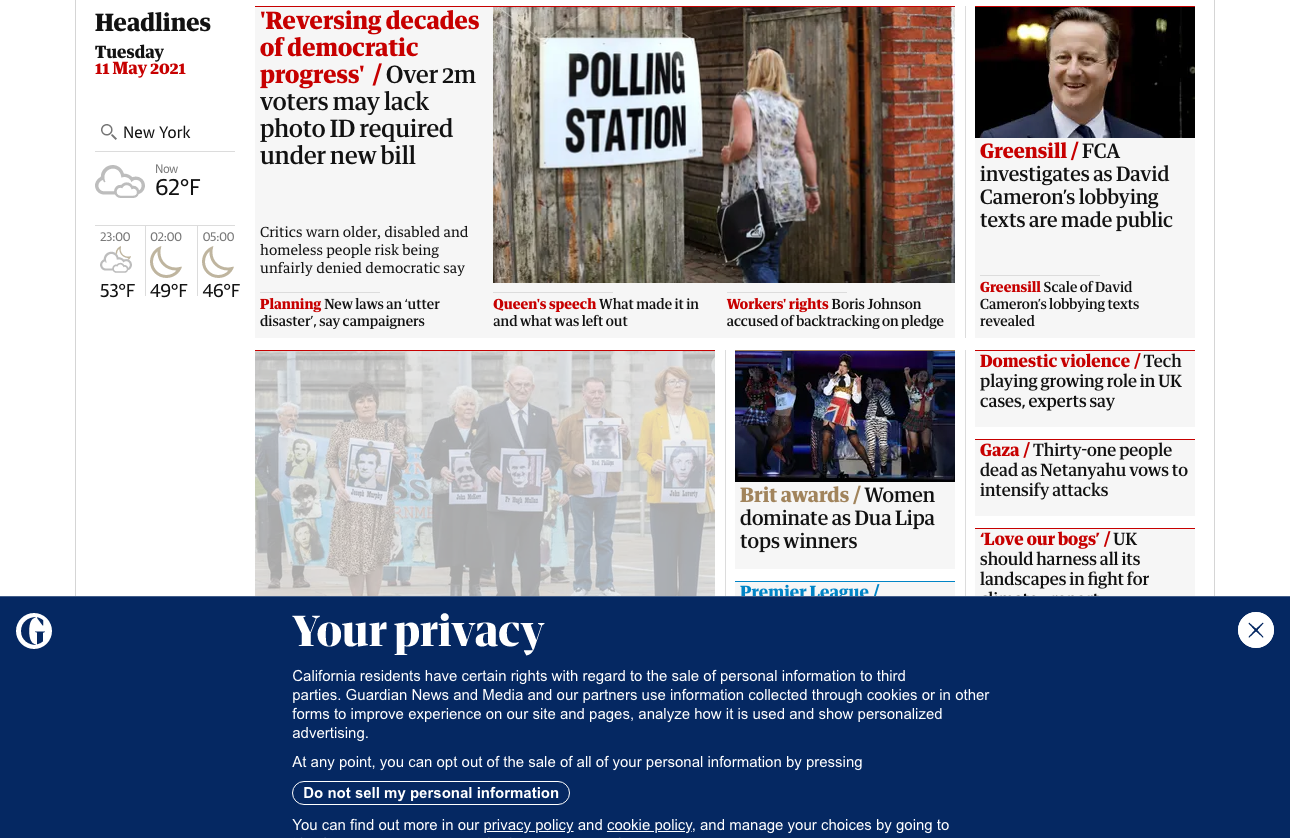 Headlines
Tuesday
11 May 2021
New York
Now
62°F
23:00 02:00 05:00
53°F 49°F 46°F
'Reversing decades
of democratic
progress' / Over 2m
voters may lack
photo ID required
under new bill
Critics warn older, disabled and
homeless people risk being
unfairly denied democratic say
POLLING
STATION
Planning New laws an ‘utter
disaster’, say campaigners
Queen's speech What made it in
and what was left out
Workers' rights Boris Johnson
accused of backtracking on pledge
Greensill / FCA
investigates as David
Cameron’s lobbying
texts are made public
Greensill Scale of David
Cameron’s lobbying texts
revealed
Joseph Murphy
John Laverty
Brit awards / Women
dominate as Dua Lipa
tops winners
Premier League /
Domestic violence / Tech
playing growing role in UK
cases, experts say
Gaza / Thirty-one people
dead as Netanyahu vows to
intensify attacks
‘Love our bogs’ / UK
should harness all its
landscapes in fight for
G
Your privacy
California residents have certain rights with regard to the sale of personal information to third
parties. Guardian News and Media and our partners use information collected through cookies or in other
forms to improve experience on our site and pages, analyze how it is used and show personalized
advertising.
At any point, you can opt out of the sale of all of your personal information by pressing
Do not sell my personal information
You can find out more in our privacy policy and cookie policy, and manage your choices by going to